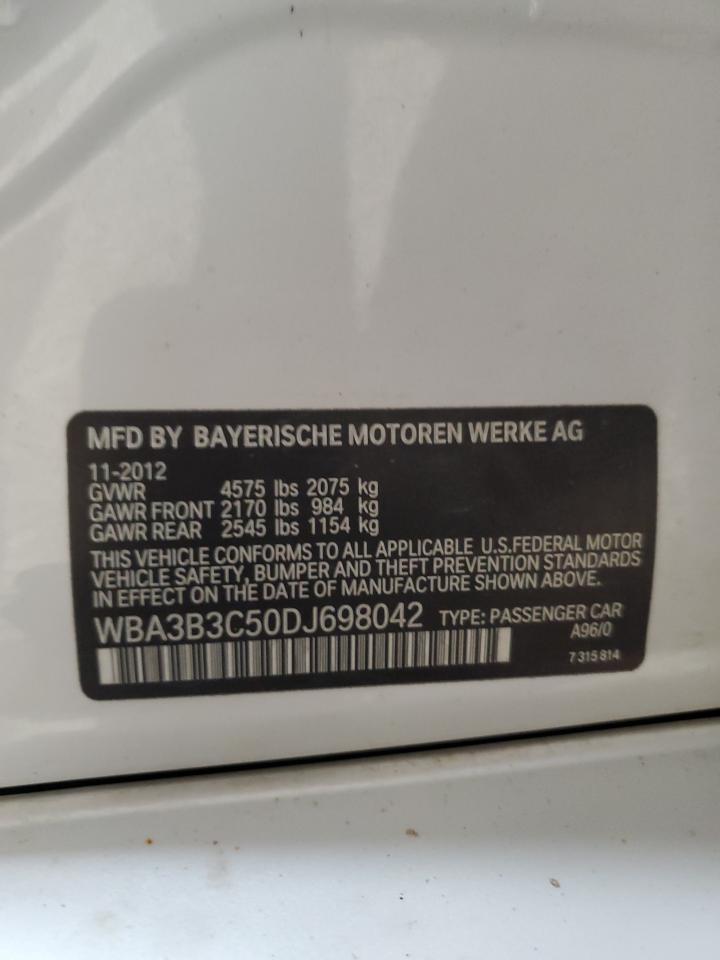 MFD BY BAYERISCHE MOTOREN WERKE AG
11-2012
GVWR 4575 lbs 2075 kg
GAWR FRONT 2170 lbs 984 kg
GAWR REAR 2545 lbs 1154 kg
THIS VEHICLE CONFORMS TO ALL APPLICABLE U.S.FEDERAL MOTOR
VEHICLE SAFETY, BUMPER AND THEFT PREVENTION STANDARDS
IN EFFECT ON THE DATE OF MANUFACTURE SHOWN ABOVE.
WBA3B3C50DJ698042 TYPE: PASSENGER CAR
A96/0
7 315 814